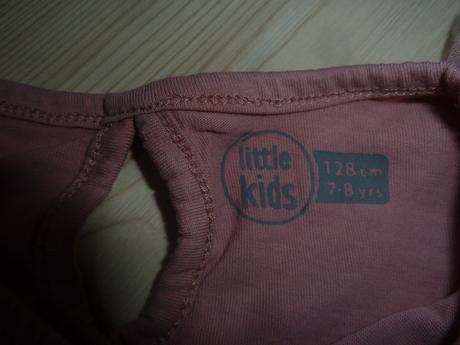 little
kids
128 cm
7-8 yrs